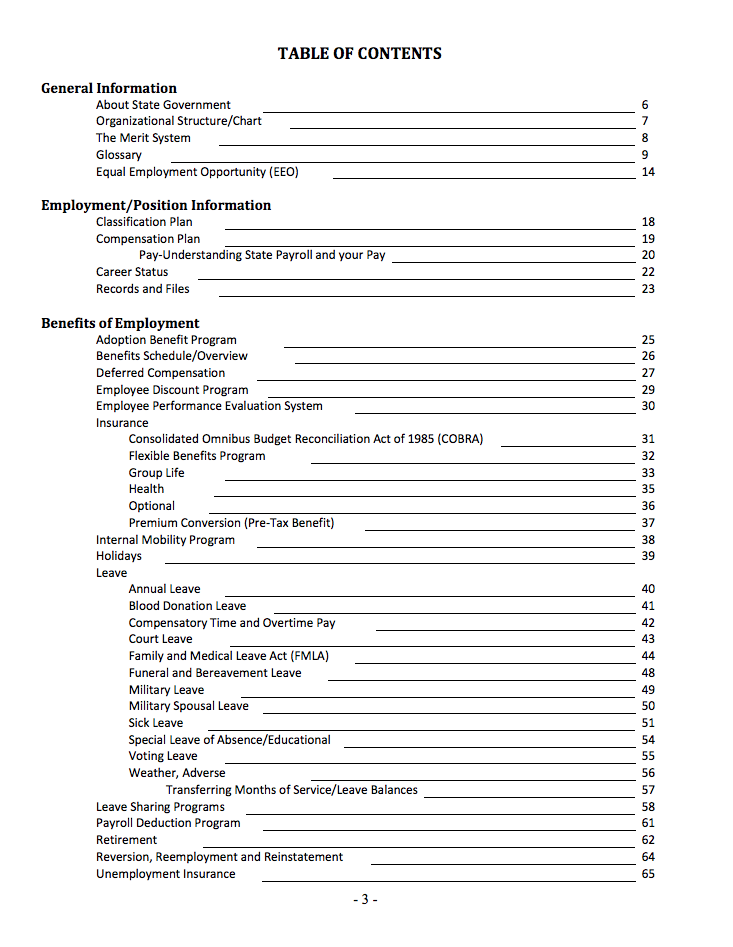 TABLE OF CONTENTS
General Information
About State Government 6
Organizational Structure/Chart 7
The Merit System 8
Glossary 9
Equal Employment Opportunity (EEO) 14
Employment/Position Information
Classification Plan 18
Compensation Plan 19
Pay-Understanding State Payroll and your Pay 20
Career Status 22
Records and Files 23
Benefits of Employment
Adoption Benefit Program 25
Benefits Schedule/Overview 26
Deferred Compensation 27
Employee Discount Program 29
Employee Performance Evaluation System 30
Insurance
Consolidated Omnibus Budget Reconciliation Act of 1985 (COBRA) 31
Flexible Benefits Program 32
Group Life 33
Health 35
Optional 36
Premium Conversion (Pre-Tax Benefit) 37
Internal Mobility Program 38
Holidays 39
Leave
Annual Leave 40
Blood Donation Leave 41
Compensatory Time and Overtime Pay 42
Court Leave 43
Family and Medical Leave Act (FMLA) 44
Funeral and Bereavement Leave 48
Military Leave 49
Military Spousal Leave 50
Sick Leave 51
Special Leave of Absence/Educational 54
Voting Leave 55
Weather, Adverse 56
Transferring Months of Service/Leave Balances 57
Leave Sharing Programs 58
Payroll Deduction Program 61
Retirement 62
Reversion, Reemployment and Reinstatement 64
Unemployment Insurance 65
- 3 -